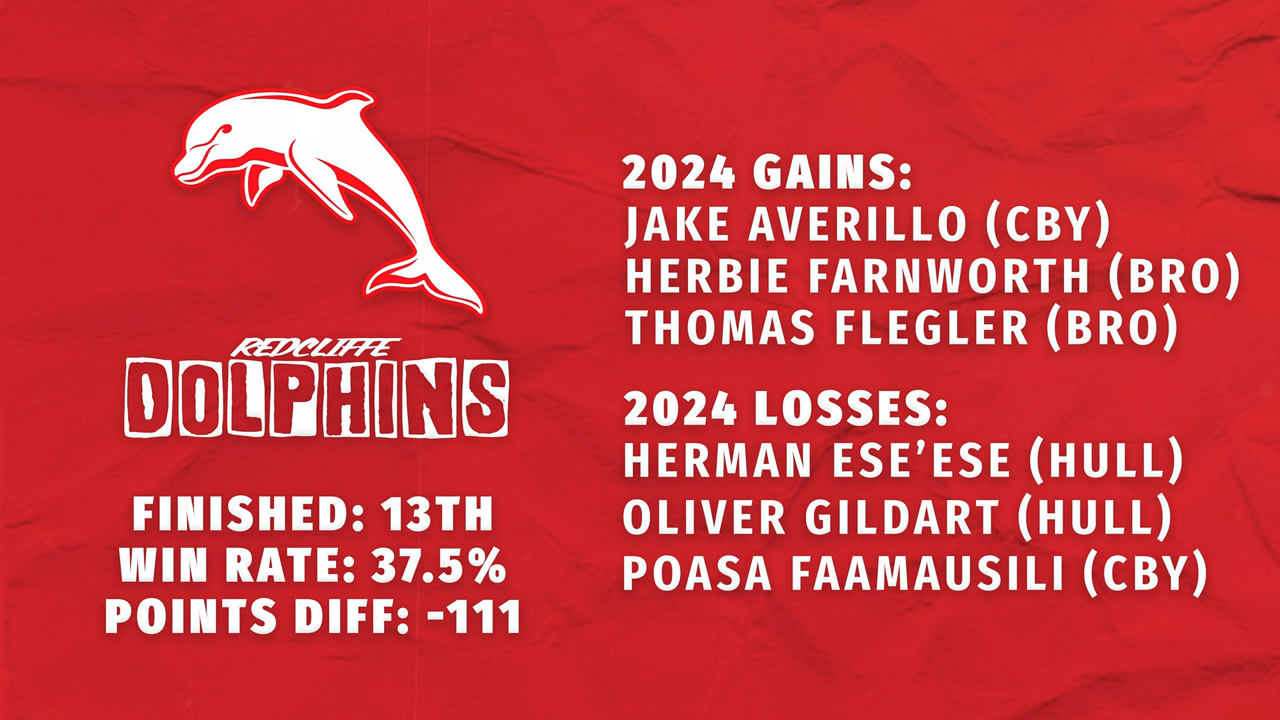 REDCLIFFE
DOLPHINS
FINISHED: 13TH
WIN RATE: 37.5%
POINTS DIFF: -111
2024 GAINS:
JAKE AVERILLO (CBY)
HERBIE FARNWORTH (BRO)
THOMAS FLEGLER (BRO)
2024 LOSSES:
HERMAN ESE’ESE (HULL)
OLIVER GILDART (HULL)
POASA FAAMAUSILI (CBY)